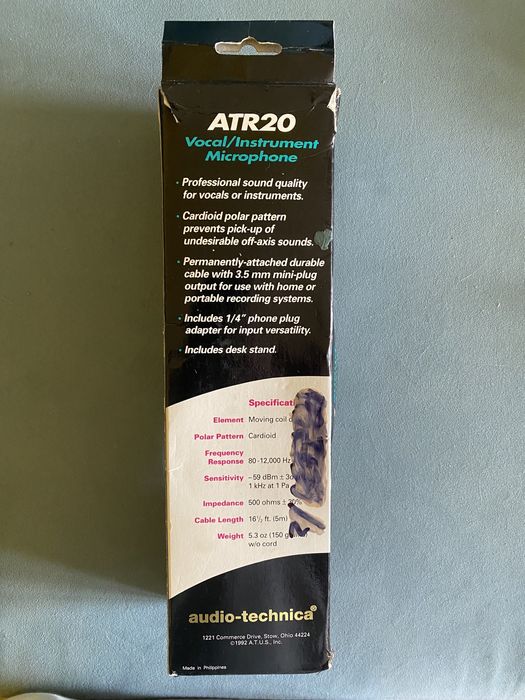 ATR20
Vocal/Instrument
Microphone
• Professional sound quality
for vocals or instruments.
• Cardioid polar pattern
prevents pick-up of
undesirable off-axis sounds.
• Permanently-attached durable
cable with 3.5 mm mini-plug
output for use with home or
portable recording systems.
• Includes 1/4" phone plug
adapter for input versatility.
• Includes desk stand.
Element Moving coil
Polar Pattern Cardioid
Frequency
Response 80-12,000 Hz
Sensitivity –59 dBm ±
1 kHz at 1 Pa
Impedance 500 ohms ±
Cable Length 16½ ft. (5m)
Weight 5.3 oz (150
w/o cord
audio-technica®
1221 Commerce Drive, Stow, Ohio 44224
©1992 A.T.U.S., Inc.
Made in Philippines